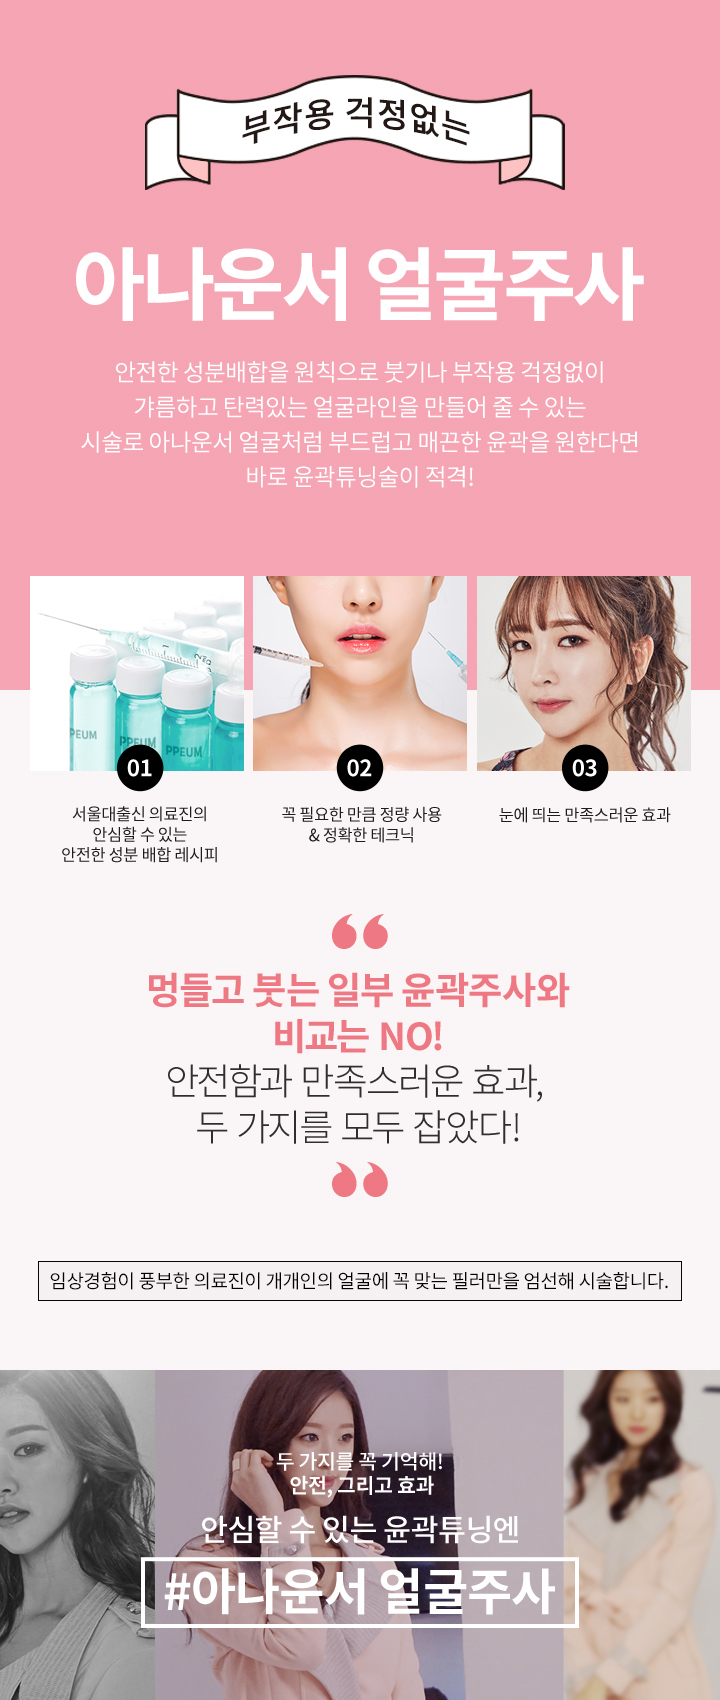 부작용 걱정없는
아나운서 얼굴주사
안전한 성분배합을 원칙으로 붓기나 부작용 걱정없이
갸름하고 탄력있는 얼굴라인을 만들어 줄 수 있는
시술로 아나운서 얼굴처럼 부드럽고 매끈한 윤곽을 원한다면
바로 윤곽튜닝술이 적격!
PPEUM
PPEUM
PPEUM
01
02
03
서울대출신 의료진의
안심할 수 있는
안전한 성분 배합 레시피
꼭 필요한 만큼 정량 사용
& 정확한 테크닉
눈에 띄는 만족스러운 효과
“
멍들고 붓는 일부 윤곽주사와
비교는 NO!
안전함과 만족스러운 효과,
두 가지를 모두 잡았다!
”
임상경험이 풍부한 의료진이 개개인의 얼굴에 꼭 맞는 필러만을 엄선해 시술합니다.
두 가지를 꼭 기억해!
안전, 그리고 효과
안심할 수 있는 윤곽튜닝엔
#아나운서 얼굴주사